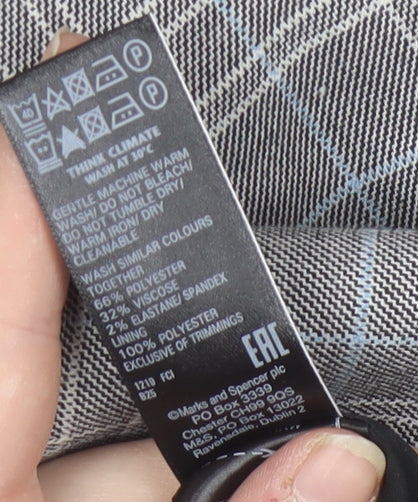 40 P
P
THINK CLIMATE
WASH AT 30°C
GENTLE MACHINE WARM
WASH/ DO NOT BLEACH/
DO NOT TUMBLE DRY/
WARM IRON/ DRY
CLEANABLE
WASH SIMILAR COLOURS
TOGETHER
66% POLYESTER
32% VISCOSE
2% ELASTANE/ SPANDEX
LINING
100% POLYESTER
EXCLUSIVE OF TRIMMINGS
EAC
1210 FCI
B25
©Marks and Spencer plc
PO Box 3339
Chester CH99 9QS
M&S, PO Box 13022
Ravensdale, Dublin 2